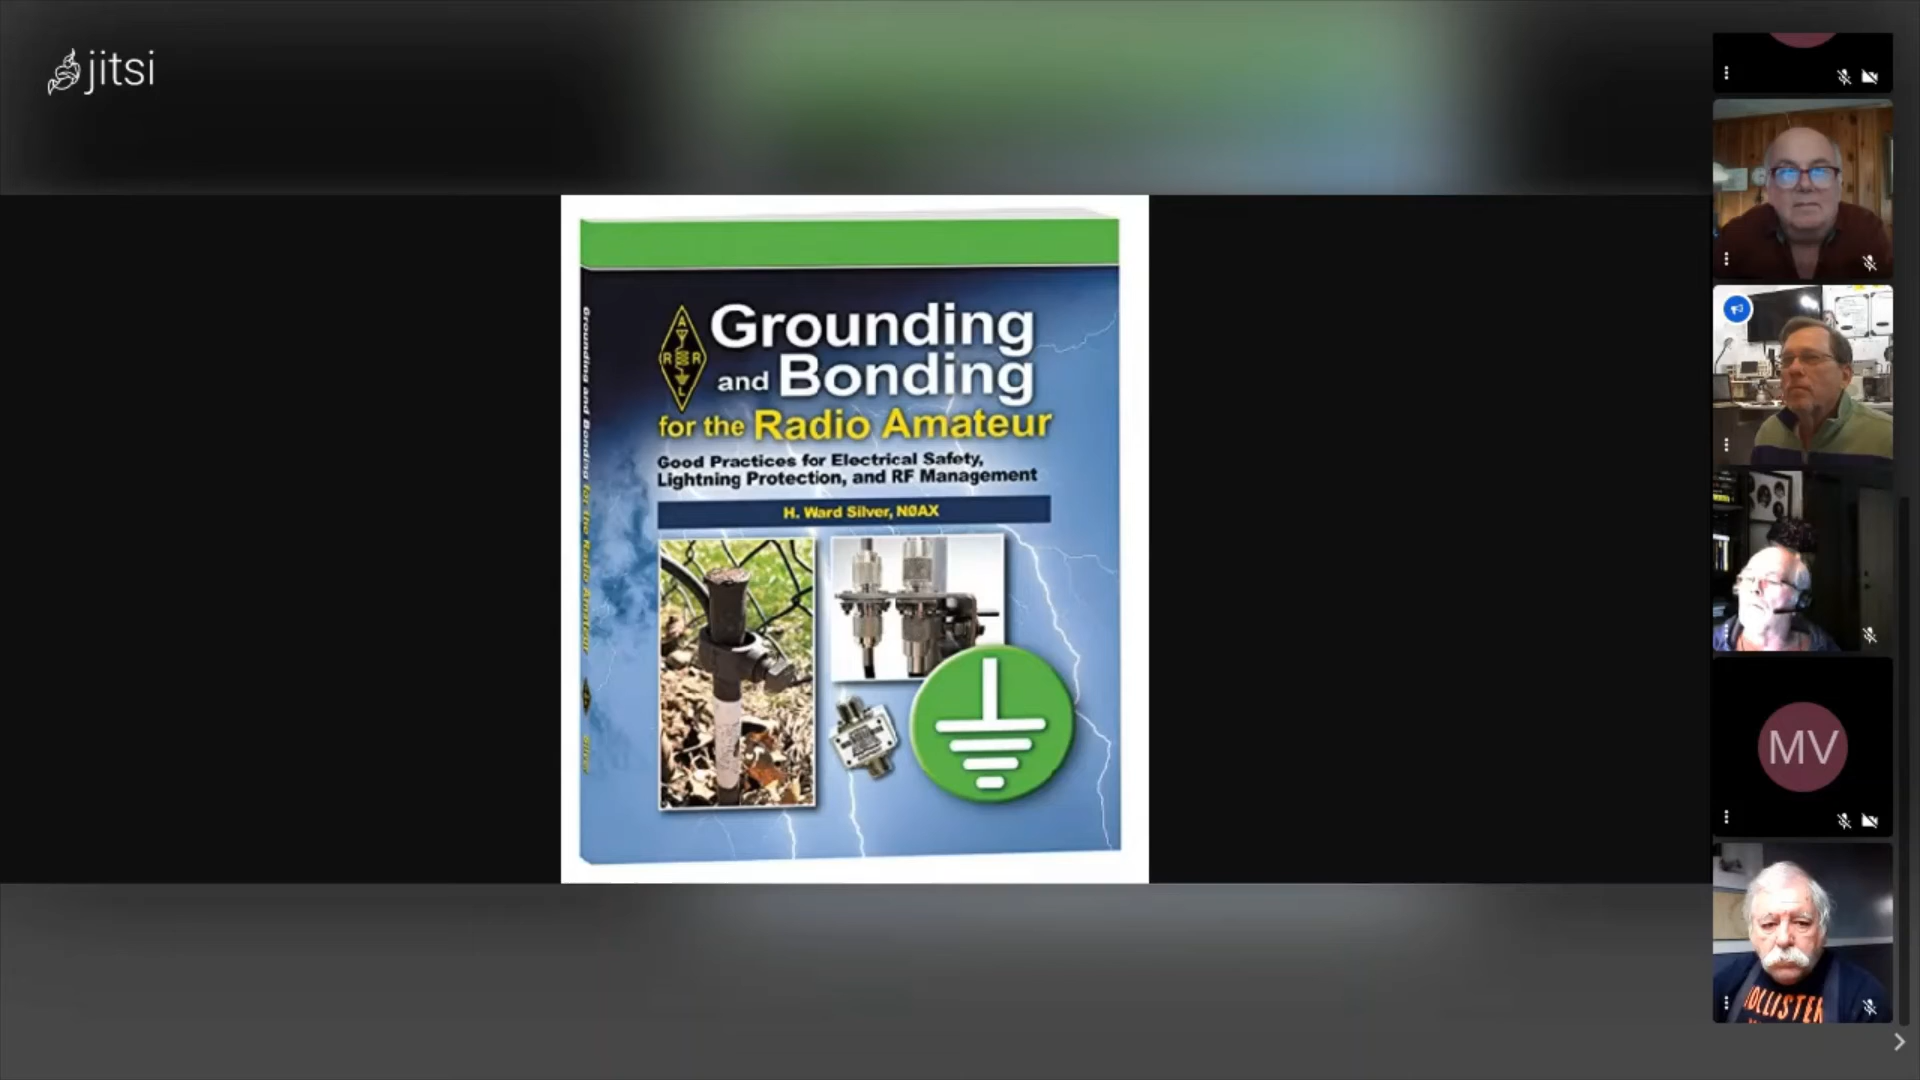 jitsi
Grounding
and Bonding
for the Radio Amateur
Good Practices for Electrical Safety,
Lightning Protection, and RF Management
H. Ward Silver, NØAX
A
R R
L
Grounding and Bonding for the Radio Amateur
Silver
MV
HOLLISTER